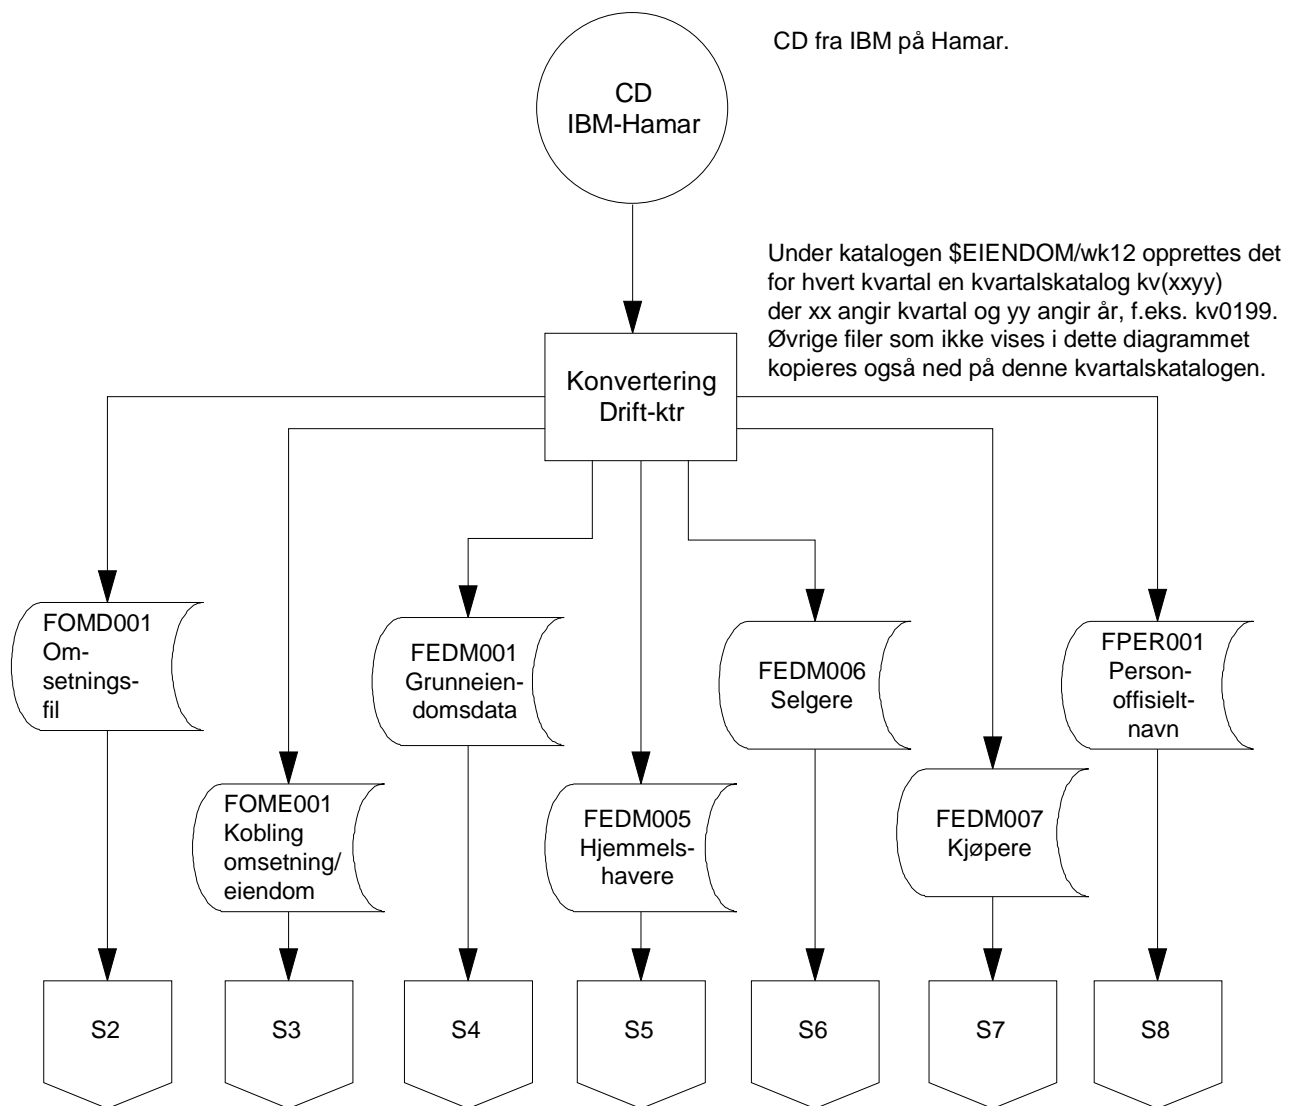 CD fra IBM på Hamar.
CD
IBM-Hamar
Under katalogen $EIENDOM/wk12 opprettes det
for hvert kvartal en kvartalskatalog kv(xxyy)
der xx angir kvartal og yy angir år, f.eks. kv0199.
Øvrige filer som ikke vises i dette diagrammet
kopieres også ned på denne kvartalskatalogen.
Konvertering
Drift-ktr
FOMD001
Om-
setnings-
fil
FOME001
Kobling
omsetning/
eiendom
FEDM001
Grunneien-
domsdata
FEDM005
Hjemmels-
havere
FEDM006
Selgere
FEDM007
Kjøpere
FPER001
Person-
offisielt-
navn
S2
S3
S4
S5
S6
S7
S8